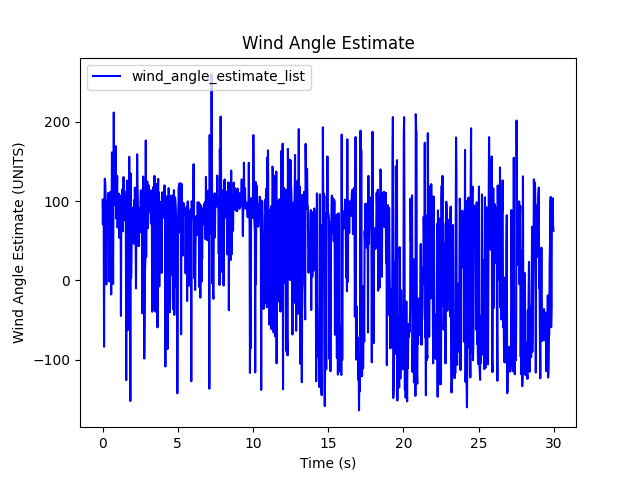 Wind Angle Estimate
wind_angle_estimate_list
Wind Angle Estimate (UNITS)
200
100
0
−100
0
5
10
15
20
25
30
Time (s)